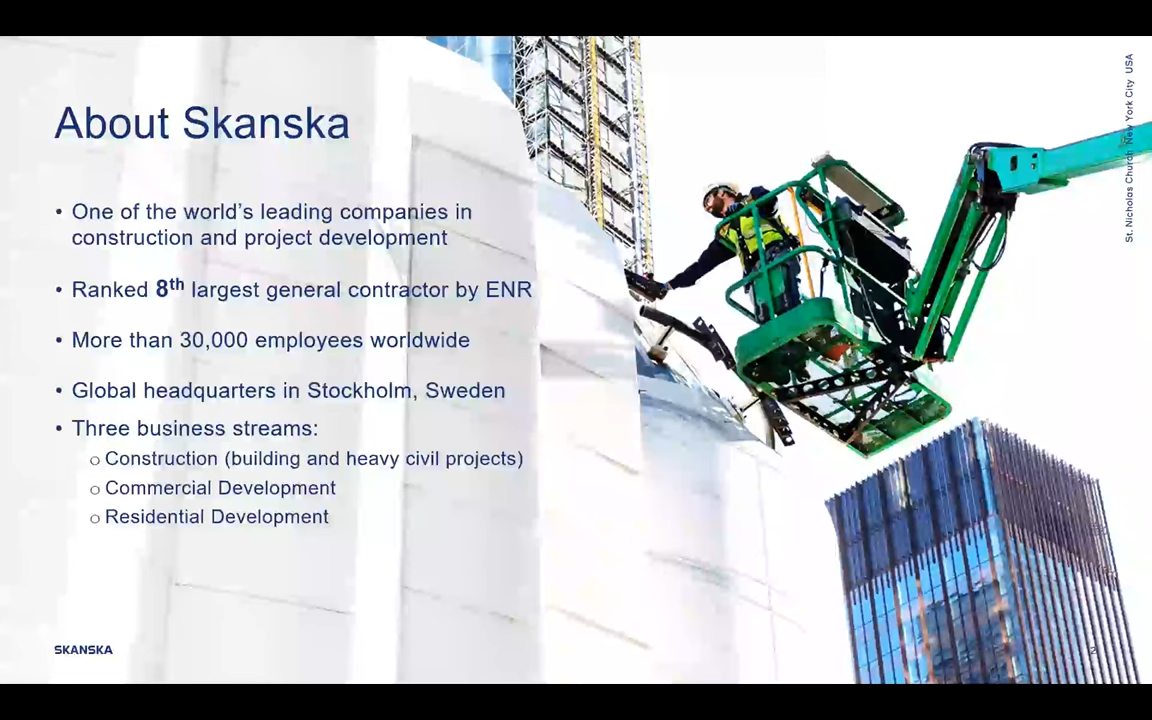 About Skanska
• One of the world’s leading companies in
construction and project development
• Ranked 8th largest general contractor by ENR
• More than 30,000 employees worldwide
• Global headquarters in Stockholm, Sweden
• Three business streams:
o Construction (building and heavy civil projects)
o Commercial Development
o Residential Development
SKANSKA
St. Nicholas Church New York City USA
2